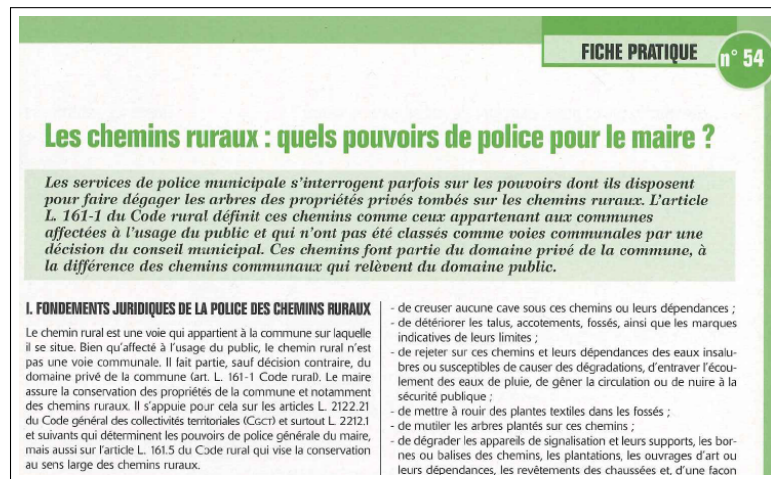 FICHE PRATIQUE
n° 54
Les chemins ruraux : quels pouvoirs de police pour le maire ?
Les services de police municipale s'interrogent parfois sur les pouvoirs dont ils disposent
pour faire dégager les arbres des propriétés privés tombés sur les chemins ruraux. L'article
L. 161-1 du Code rural définit ces chemins comme ceux appartenant aux communes
affectées à l'usage du public et qui n'ont pas été classés comme voies communales par une
décision du conseil municipal. Ces chemins font partie du domaine privé de la commune, à
la différence des chemins communaux qui relèvent du domaine public.
I. FONDEMENTS JURIDIQUES DE LA POLICE DES CHEMINS RURAUX
Le chemin rural est une voie qui appartient à la commune sur laquelle
il se situe. Bien qu'affecté à l'usage du public, le chemin rural n'est
pas une voie communale. Il fait partie, sauf décision contraire, du
domaine privé de la commune (art. L. 161-1 Code rural). Le maire
assure la conservation des propriétés de la commune et notamment
des chemins ruraux. Il s'appuie pour cela sur les articles L. 2122.21
du Code général des collectivités territoriales (CGCT) et surtout L. 2212.1
et suivants qui déterminent les pouvoirs de police générale du maire,
mais aussi sur l'article L. 161.5 du Code rural qui vise la conservation
au sens large des chemins ruraux.
- de creuser aucune cave sous ces chemins ou leurs dépendances ;
- de détériorer les talus, accotements, fossés, ainsi que les marques
indicatives de leurs limites ;
- de rejeter sur ces chemins et leurs dépendances des eaux insalu-
bres ou susceptibles de causer des dégradations, d'entraver l'écou-
lement des eaux de pluie, de gêner la circulation ou de nuire à la
sécurité publique ;
- de mettre à rouir des plantes textiles dans les fossés ;
- de mutiler les arbres plantés sur ces chemins ;
- de dégrader les appareils de signalisation et leurs supports, les bor-
nes ou balises des chemins, les plantations, les ouvrages d'art ou
leurs dépendances, les revêtements des chaussées et, d'une façon